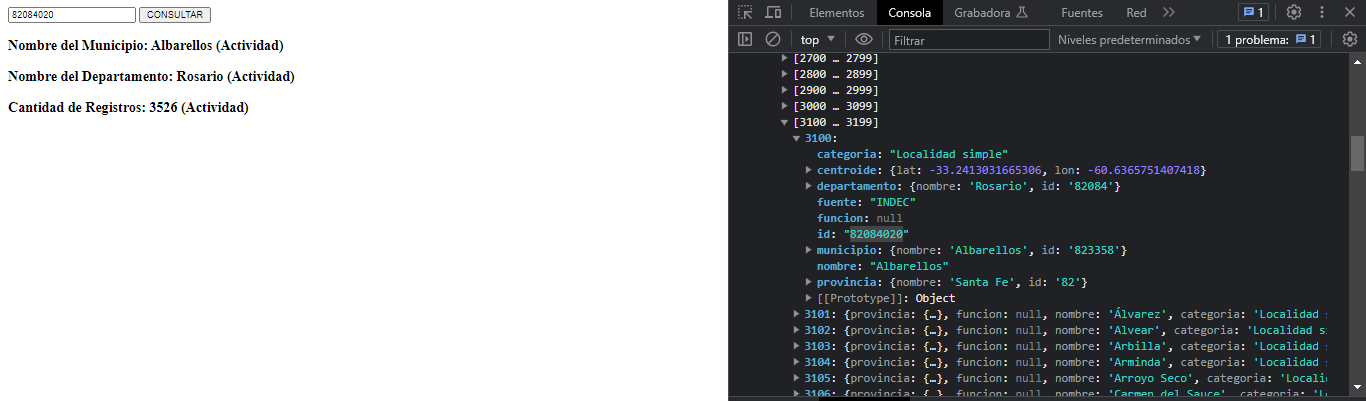 82084020 CONSULTAR
Nombre del Municipio: Albarellos (Actividad)
Nombre del Departamento: Rosario (Actividad)
Cantidad de Registros: 3526 (Actividad)
Elementos Consola Grabadora Fuentes Red 1
top Filtrar Niveles predeterminados 1 problema: 1
[2700 … 2799]
[2800 … 2899]
[2900 … 2999]
[3000 … 3099]
[3100 … 3199]
3100:
categoria: "Localidad simple"
centroide: {lat: -33.2413031665306, lon: -60.6365751407418}
departamento: {nombre: 'Rosario', id: '82084'}
fuente: "INDEC"
funcion: null
id: "82084020"
municipio: {nombre: 'Albarellos', id: '823358'}
nombre: "Albarellos"
provincia: {nombre: 'Santa Fe', id: '82'}
[[Prototype]]: Object
3101: {provincia: {…}, funcion: null, nombre: 'Álvarez', categoria: 'Localidad s
3102: {provincia: {…}, funcion: null, nombre: 'Alvear', categoria: 'Localidad si
3103: {provincia: {…}, funcion: null, nombre: 'Arbilla', categoria: 'Localidad s
3104: {provincia: {…}, funcion: null, nombre: 'Arminda', categoria: 'Localidad s
3105: {provincia: {…}, funcion: null, nombre: 'Arroyo Seco', categoria: 'Locali
3106: {provincia: {…}, funcion: null, nombre: 'Carmen del Sauce', categoria: 'L